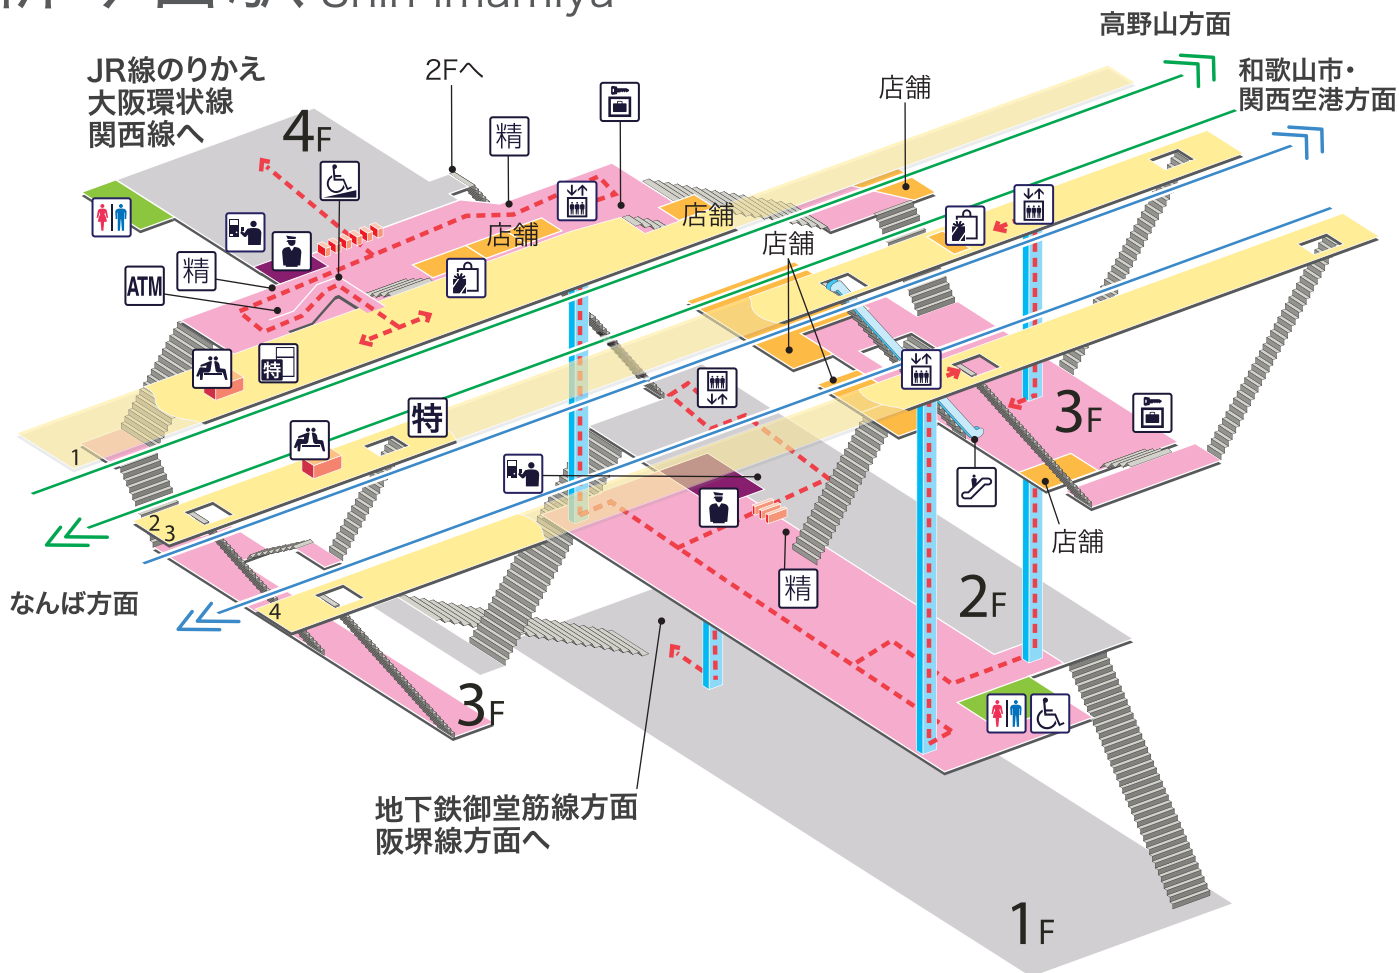 Shin-Imamiya
高野山方面
和歌山市・
関西空港方面
JR線のりかえ
大阪環状線
関西線へ
2Fへ
4F
精
店舗
店舗
店舗
店舗
精
ATM
特
特
1
2
3
4
3F
なんば方面
店舗
精
2F
3F
地下鉄御堂筋線方面
阪堺線方面へ
1F